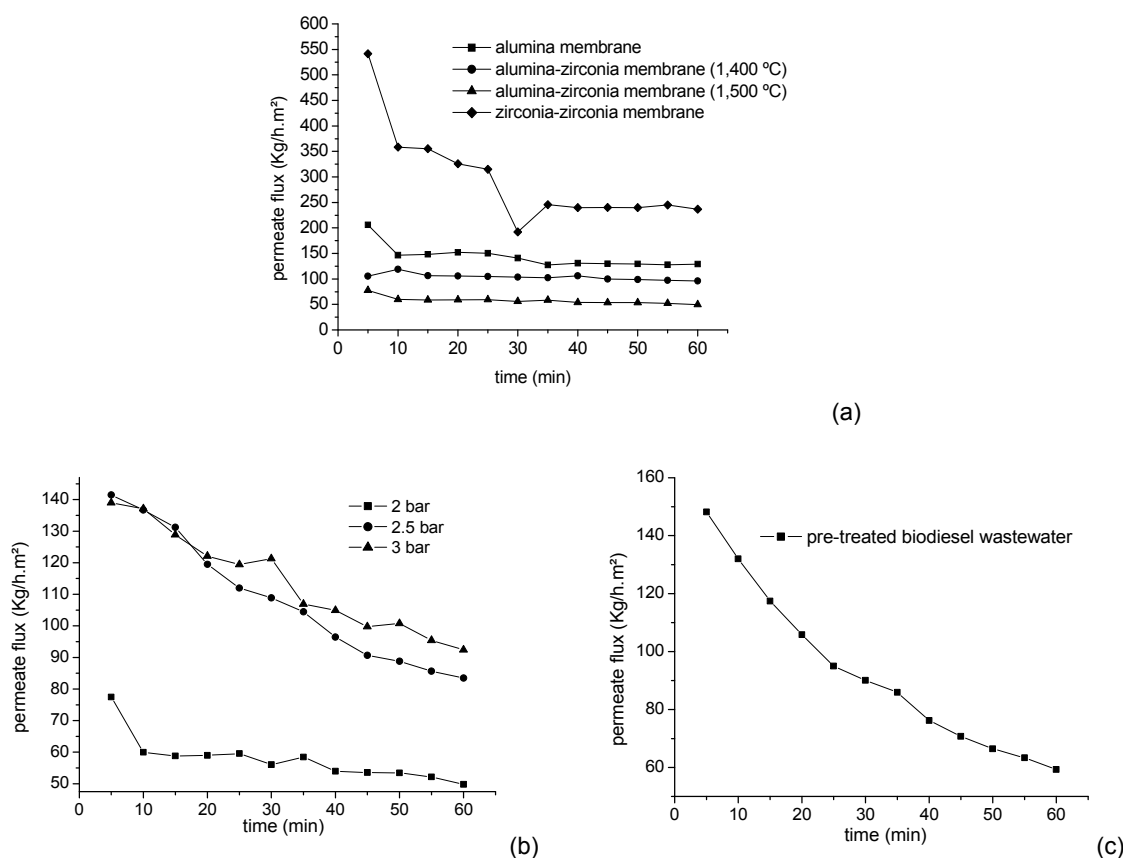 600
550
500
450
400
350
300
250
200
150
100
50
0
permeate flux (Kg/h.m²)
alumina membrane
alumina-zirconia membrane (1,400 ºC)
alumina-zirconia membrane (1,500 ºC)
zirconia-zirconia membrane
0 10 20 30 40 50 60
time (min)
(a)
140
130
120
110
100
90
80
70
60
50
permeate flux (Kg/h.m²)
2 bar
2.5 bar
3 bar
0 10 20 30 40 50 60
time (min)
(b)
160
140
120
100
80
60
permeate flux (Kg/h.m²)
pre-treated biodiesel wastewater
0 10 20 30 40 50 60
time (min)
(c)